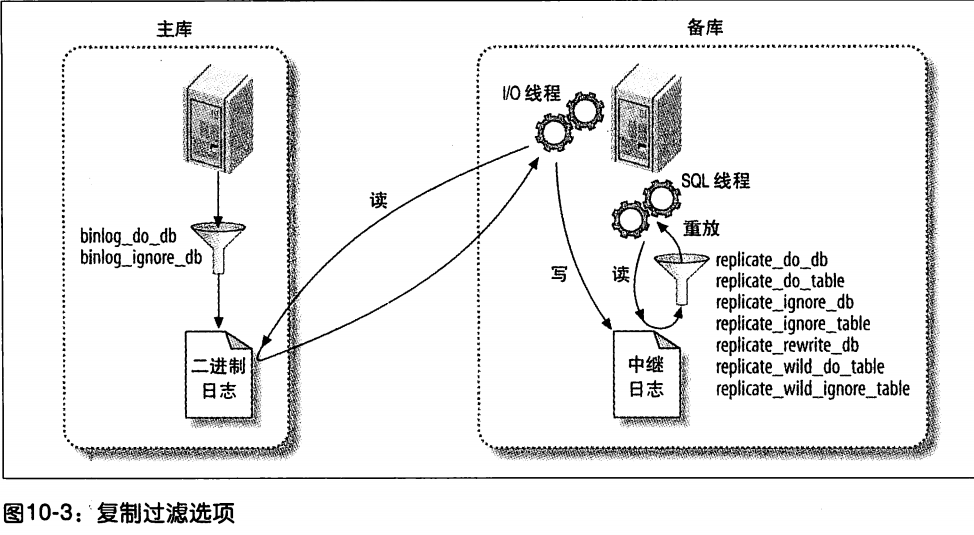 主库
备库
I/O 线程
SQL 线程
读
重放
binlog_do_db
binlog_ignore_db
写
读
replicate_do_db
replicate_do_table
replicate_ignore_db
replicate_ignore_table
replicate_rewrite_db
replicate_wild_do_table
replicate_wild_ignore_table
二进制
日志
中继
日志
图10-3：复制过滤选项